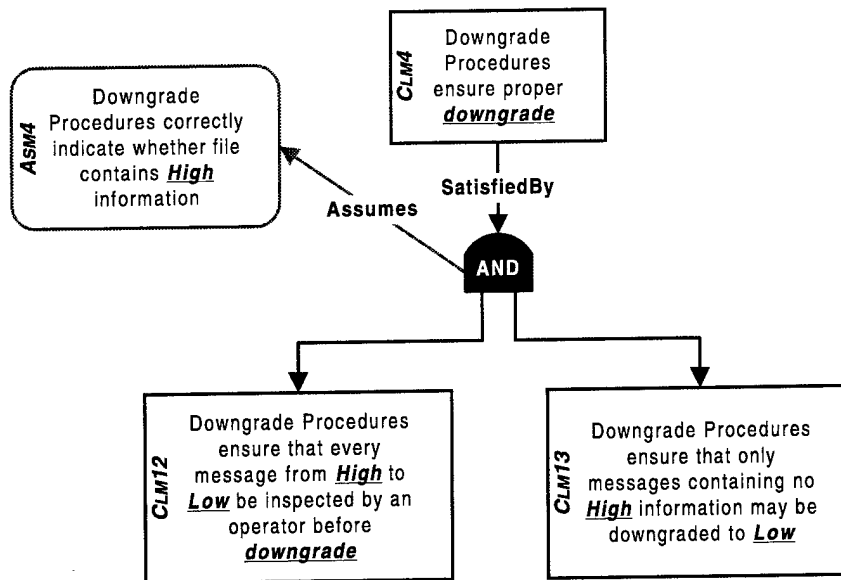 CLM4
Downgrade
Procedures
ensure proper
downgrade
ASM4
Downgrade
Procedures correctly
indicate whether file
contains High
information
SatisfiedBy
Assumes
AND
CLM12
Downgrade Procedures
ensure that every
message from High to
Low be inspected by an
operator before
downgrade
CLM13
Downgrade Procedures
ensure that only
messages containing no
High information may be
downgraded to Low